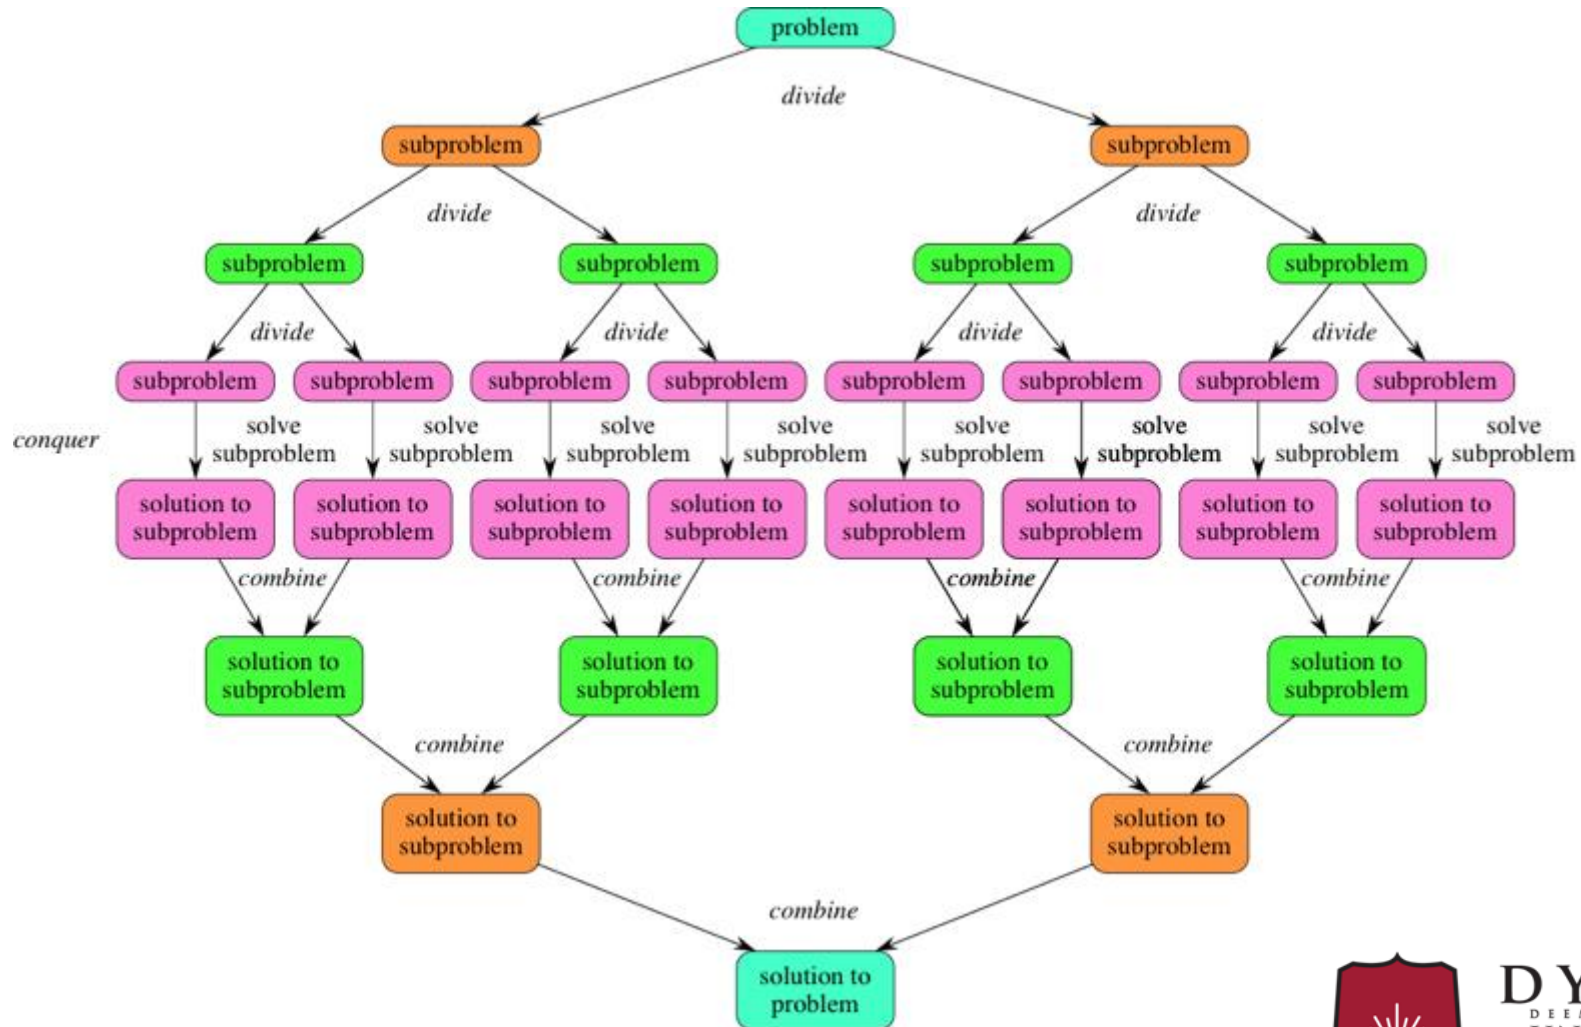 problem
divide
subproblem subproblem
divide divide
subproblem subproblem subproblem subproblem
divide divide divide divide
subproblem subproblem subproblem subproblem subproblem subproblem subproblem subproblem
conquer
solve solve solve solve solve solve solve solve
subproblem subproblem subproblem subproblem subproblem subproblem subproblem subproblem
solution to solution to solution to solution to solution to solution to solution to solution to
subproblem subproblem subproblem subproblem subproblem subproblem subproblem subproblem
combine combine combine combine
solution to solution to solution to solution to
subproblem subproblem subproblem subproblem
combine combine
solution to solution to
subproblem subproblem
combine
solution to
problem
D Y